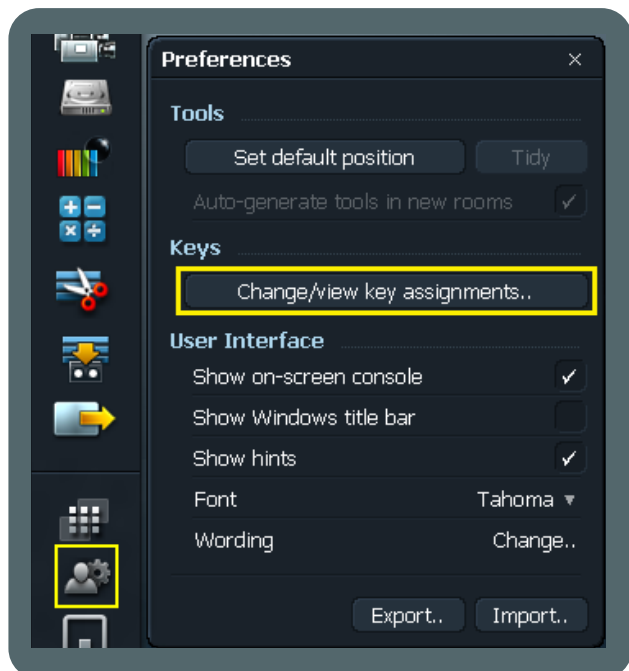 Preferences ×
Tools
Set default position Tidy
Auto-generate tools in new rooms
Keys
Change/view key assignments..
User Interface
Show on-screen console
Show Windows title bar
Show hints
Font Tahoma
Wording Change..
Export.. Import..